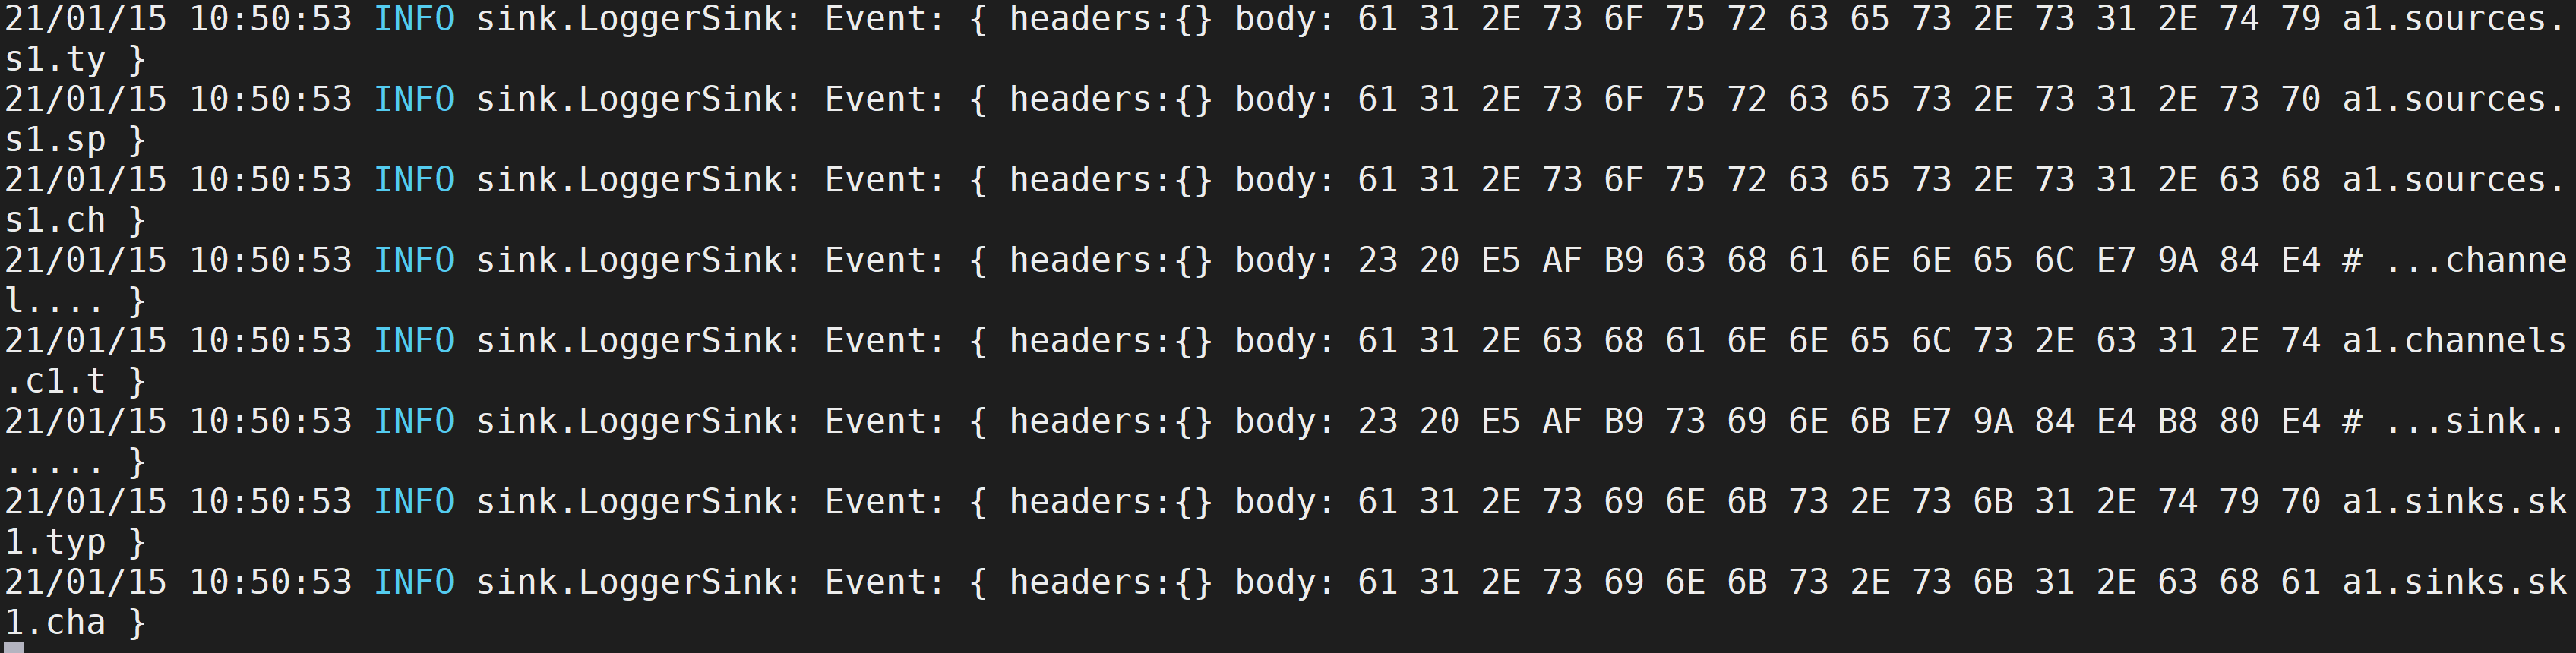 21/01/15 10:50:53 INFO sink.LoggerSink: Event: { headers:{} body: 61 31 2E 73 6F 75 72 63 65 73 2E 73 31 2E 74 79 a1.sources.
s1.ty }
21/01/15 10:50:53 INFO sink.LoggerSink: Event: { headers:{} body: 61 31 2E 73 6F 75 72 63 65 73 2E 73 31 2E 73 70 a1.sources.
s1.sp }
21/01/15 10:50:53 INFO sink.LoggerSink: Event: { headers:{} body: 61 31 2E 73 6F 75 72 63 65 73 2E 73 31 2E 63 68 a1.sources.
s1.ch }
21/01/15 10:50:53 INFO sink.LoggerSink: Event: { headers:{} body: 23 20 E5 AF B9 63 68 61 6E 6E 65 6C E7 9A 84 E4 # ...channe
l.... }
21/01/15 10:50:53 INFO sink.LoggerSink: Event: { headers:{} body: 61 31 2E 63 68 61 6E 6E 65 6C 73 2E 63 31 2E 74 a1.channels
.c1.t }
21/01/15 10:50:53 INFO sink.LoggerSink: Event: { headers:{} body: 23 20 E5 AF B9 73 69 6E 6B E7 9A 84 E4 B8 80 E4 # ...sink..
..... }
21/01/15 10:50:53 INFO sink.LoggerSink: Event: { headers:{} body: 61 31 2E 73 69 6E 6B 73 2E 73 6B 31 2E 74 79 70 a1.sinks.sk
1.typ }
21/01/15 10:50:53 INFO sink.LoggerSink: Event: { headers:{} body: 61 31 2E 73 69 6E 6B 73 2E 73 6B 31 2E 63 68 61 a1.sinks.sk
1.cha }